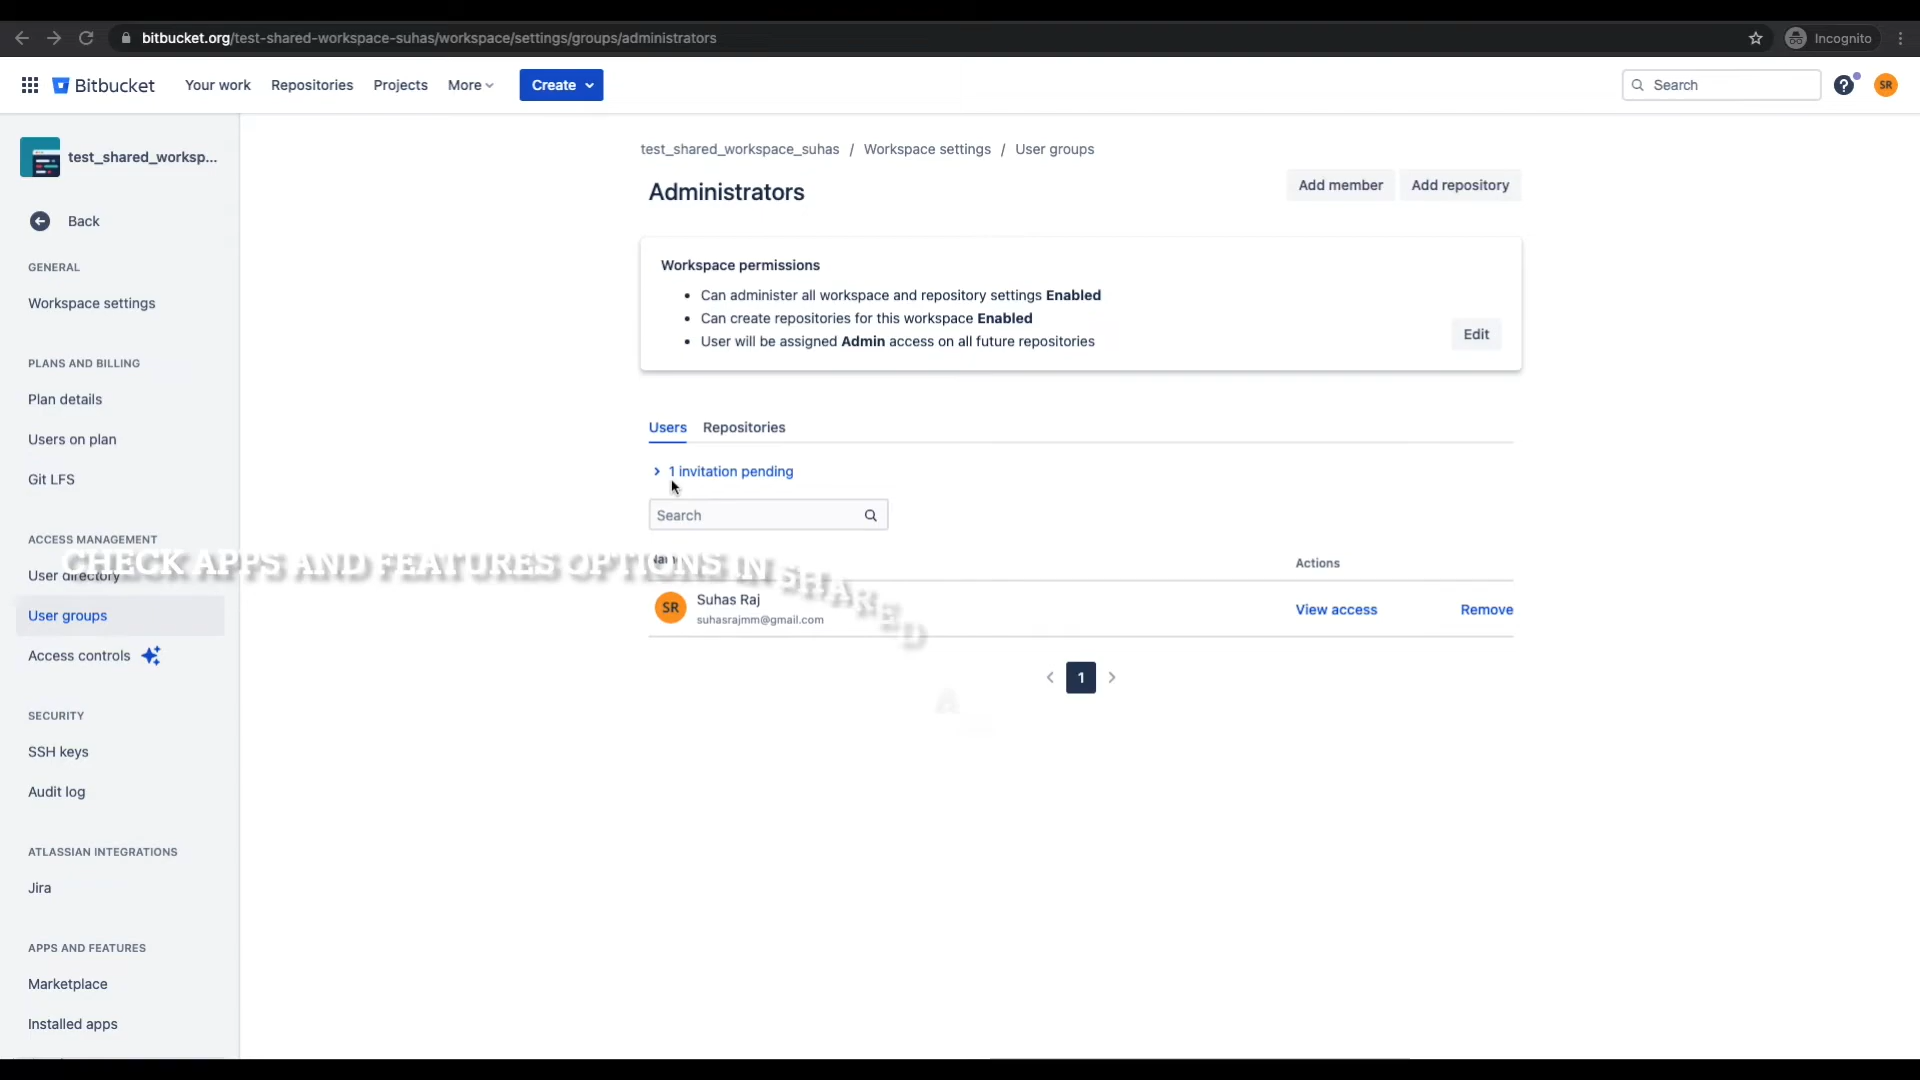 bitbucket.org/test-shared-workspace-suhas/workspace/settings/groups/administrators
Incognito
Bitbucket
Your work
Repositories
Projects
More
Create
Search
SR
test_shared_worksp...
Back
GENERAL
Workspace settings
PLANS AND BILLING
Plan details
Users on plan
Git LFS
ACCESS MANAGEMENT
User directory
User groups
Access controls
SECURITY
SSH keys
Audit log
ATLASSIAN INTEGRATIONS
Jira
APPS AND FEATURES
Marketplace
Installed apps
test_shared_workspace_suhas / Workspace settings / User groups
Administrators
Add member
Add repository
Workspace permissions
• Can administer all workspace and repository settings Enabled
• Can create repositories for this workspace Enabled
• User will be assigned Admin access on all future repositories
Edit
Users
Repositories
1 invitation pending
Search
CHECK APPS AND FEATURES OPTIONS IN SHARED
Actions
SR
Suhas Raj
suhasrajmm@gmail.com
View access
Remove
1